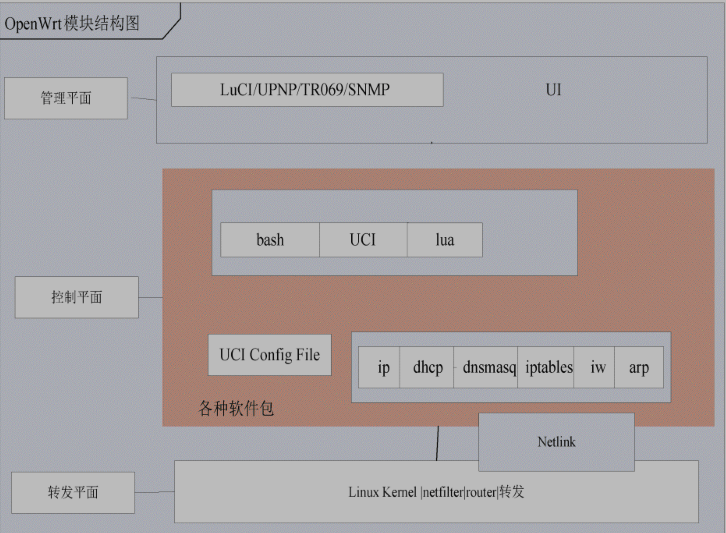 OpenWrt模块结构图
管理平面
LuCI/UPNP/TR069/SNMP
UI
控制平面
bash UCI lua
UCI Config File
ip dhcp dnsmasq iptables iw arp
各种软件包
Netlink
转发平面
Linux Kernel |netfilter|router|转发